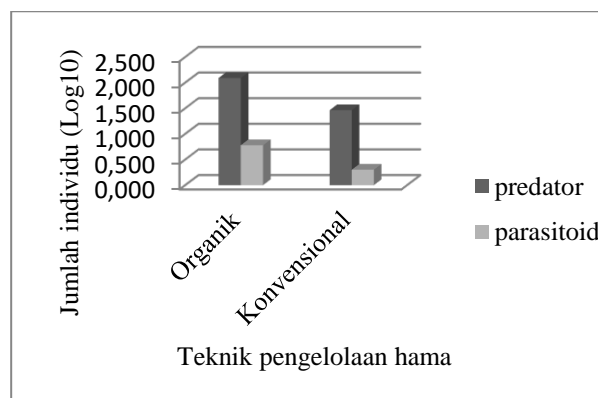 Jumlah individu (Log10)
2,500
2,000
1,500
1,000
0,500
0,000
Organik
Konvensional
predator
parasitoid
Teknik pengelolaan hama